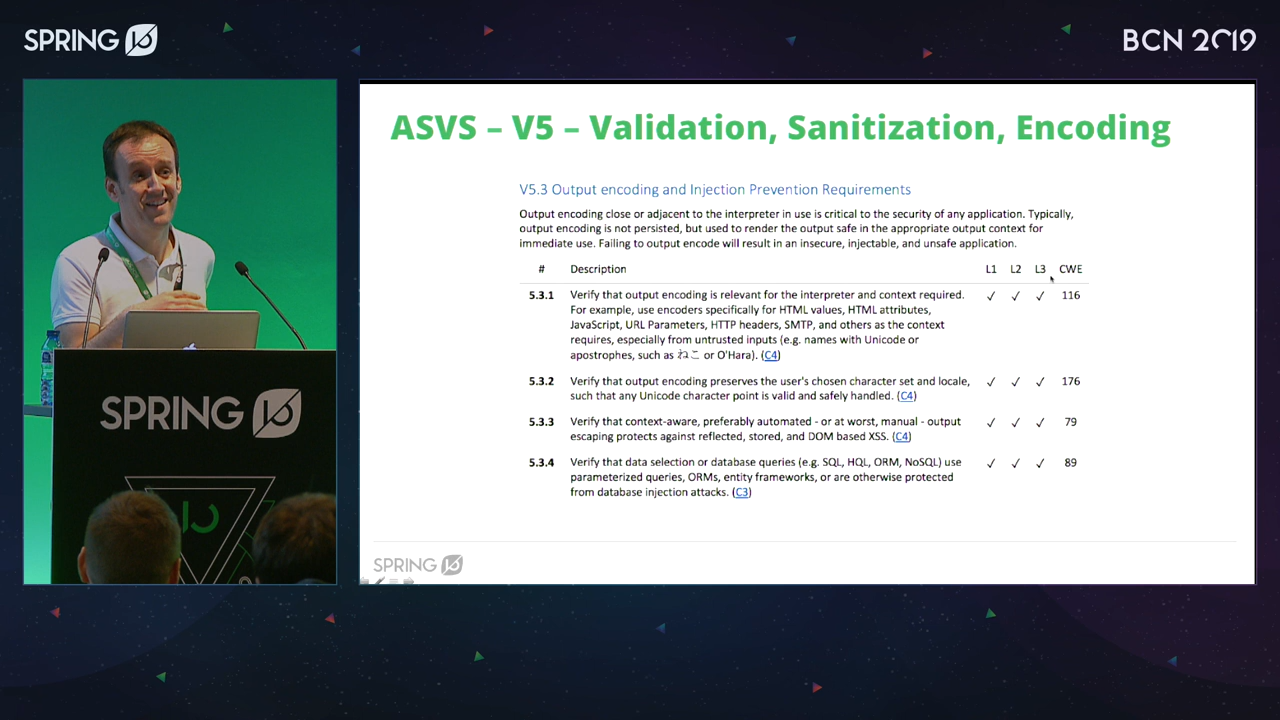 SPRING IO
BCN 2019
ASVS – V5 – Validation, Sanitization, Encoding
V5.3 Output encoding and Injection Prevention Requirements
Output encoding close or adjacent to the interpreter in use is critical to the security of any application. Typically,
output encoding is not persisted, but used to render the output safe in the appropriate output context for
immediate use. Failing to output encode will result in an insecure, injectable, and unsafe application.
# Description L1 L2 L3 CWE
5.3.1 Verify that output encoding is relevant for the interpreter and context required. ✓ ✓ ✓ 116
For example, use encoders specifically for HTML values, HTML attributes,
JavaScript, URL Parameters, HTTP headers, SMTP, and others as the context
requires, especially from untrusted inputs (e.g. names with Unicode or
apostrophes, such as ねこ or O'Hara). (C4)
5.3.2 Verify that output encoding preserves the user's chosen character set and locale, ✓ ✓ ✓ 176
such that any Unicode character point is valid and safely handled. (C4)
5.3.3 Verify that context-aware, preferably automated - or at worst, manual - output ✓ ✓ ✓ 79
escaping protects against reflected, stored, and DOM based XSS. (C4)
5.3.4 Verify that data selection or database queries (e.g. SQL, HQL, ORM, NoSQL) use ✓ ✓ ✓ 89
parameterized queries, ORMs, entity frameworks, or are otherwise protected
from database injection attacks. (C3)
SPRING IO
SPRING IO